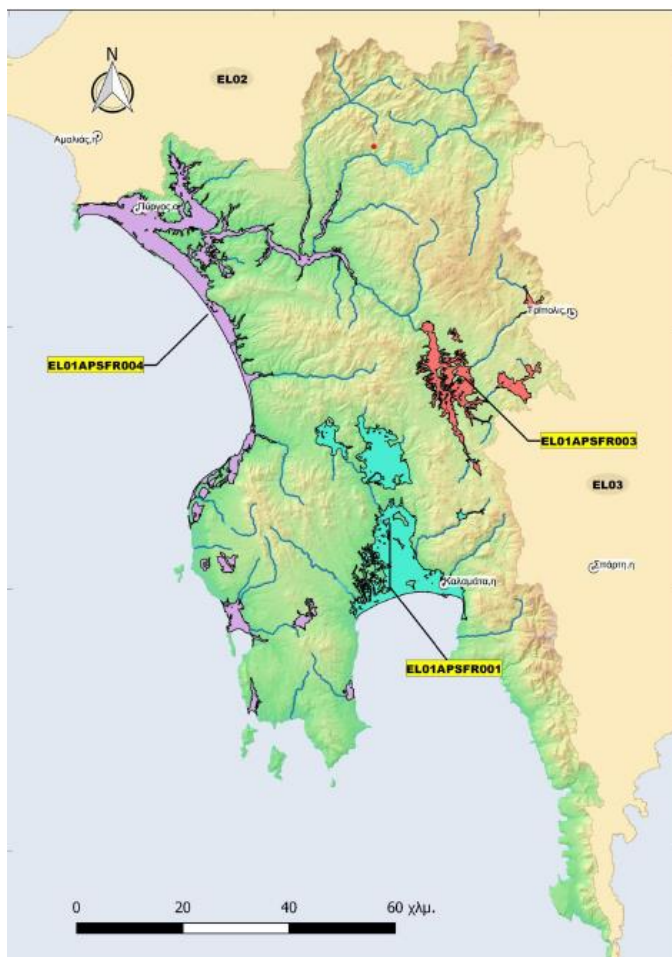 N
EL02
Αμαλιάς,η
Πύργος,ο
Τρίπολις,η
EL01APSFR004
EL01APSFR003
EL03
Σπάρτη,η
Καλαμάτα,η
EL01APSFR001
0 20 40 60 χλμ.